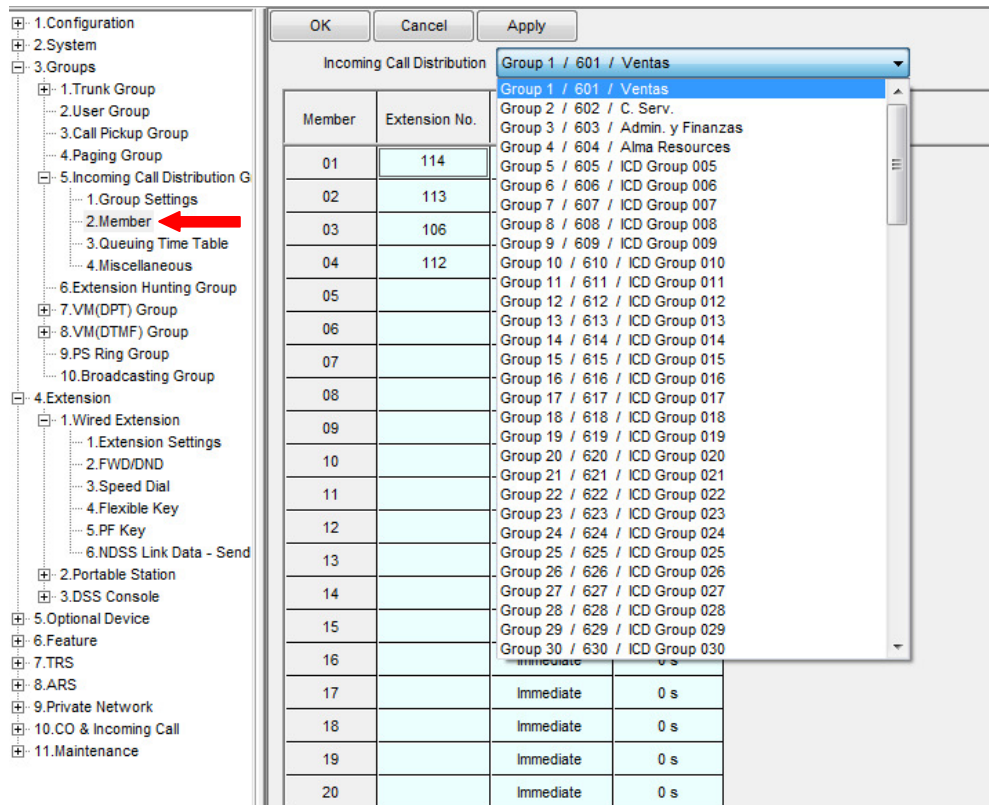 1.Configuration
2.System
3.Groups
1.Trunk Group
2.User Group
3.Call Pickup Group
4.Paging Group
5.Incoming Call Distribution G
1.Group Settings
2.Member
3.Queuing Time Table
4.Miscellaneous
6.Extension Hunting Group
7.VM(DPT) Group
8.VM(DTMF) Group
9.PS Ring Group
10.Broadcasting Group
4.Extension
1.Wired Extension
1.Extension Settings
2.FWD/DND
3.Speed Dial
4.Flexible Key
5.PF Key
6.NDSS Link Data - Send
2.Portable Station
3.DSS Console
5.Optional Device
6.Feature
7.TRS
8.ARS
9.Private Network
10.CO & Incoming Call
11.Maintenance
OK Cancel Apply
Incoming Call Distribution Group 1 / 601 / Ventas
Group 1 / 601 / Ventas
Group 2 / 602 / C. Serv.
Group 3 / 603 / Admin. y Finanzas
Group 4 / 604 / Alma Resources
Group 5 / 605 / ICD Group 005
Group 6 / 606 / ICD Group 006
Group 7 / 607 / ICD Group 007
Group 8 / 608 / ICD Group 008
Group 9 / 609 / ICD Group 009
Group 10 / 610 / ICD Group 010
Group 11 / 611 / ICD Group 011
Group 12 / 612 / ICD Group 012
Group 13 / 613 / ICD Group 013
Group 14 / 614 / ICD Group 014
Group 15 / 615 / ICD Group 015
Group 16 / 616 / ICD Group 016
Group 17 / 617 / ICD Group 017
Group 18 / 618 / ICD Group 018
Group 19 / 619 / ICD Group 019
Group 20 / 620 / ICD Group 020
Group 21 / 621 / ICD Group 021
Group 22 / 622 / ICD Group 022
Group 23 / 623 / ICD Group 023
Group 24 / 624 / ICD Group 024
Group 25 / 625 / ICD Group 025
Group 26 / 626 / ICD Group 026
Group 27 / 627 / ICD Group 027
Group 28 / 628 / ICD Group 028
Group 29 / 629 / ICD Group 029
Group 30 / 630 / ICD Group 030
Member Extension No.
01 114
02 113
03 106
04 112
05
06
07
08
09
10
11
12
13
14
15
16 Immediate 0 s
17 Immediate 0 s
18 Immediate 0 s
19 Immediate 0 s
20 Immediate 0 s